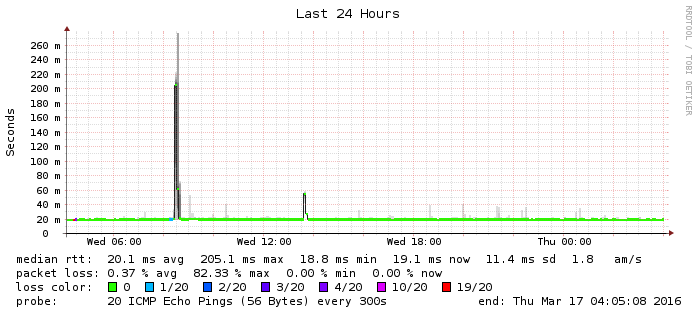 Last 24 Hours
RRDTOOL / TOBI OETIKER
Seconds
260 m
240 m
220 m
200 m
180 m
160 m
140 m
120 m
100 m
80 m
60 m
40 m
20 m
0
Wed 06:00 Wed 12:00 Wed 18:00 Thu 00:00
median rtt: 20.1 ms avg 205.1 ms max 18.8 ms min 19.1 ms now 11.4 ms sd 1.8 am/s
packet loss: 0.37 % avg 82.33 % max 0.00 % min 0.00 % now
loss color: 0 1/20 2/20 3/20 4/20 10/20 19/20
probe: 20 ICMP Echo Pings (56 Bytes) every 300s end: Thu Mar 17 04:05:08 2016